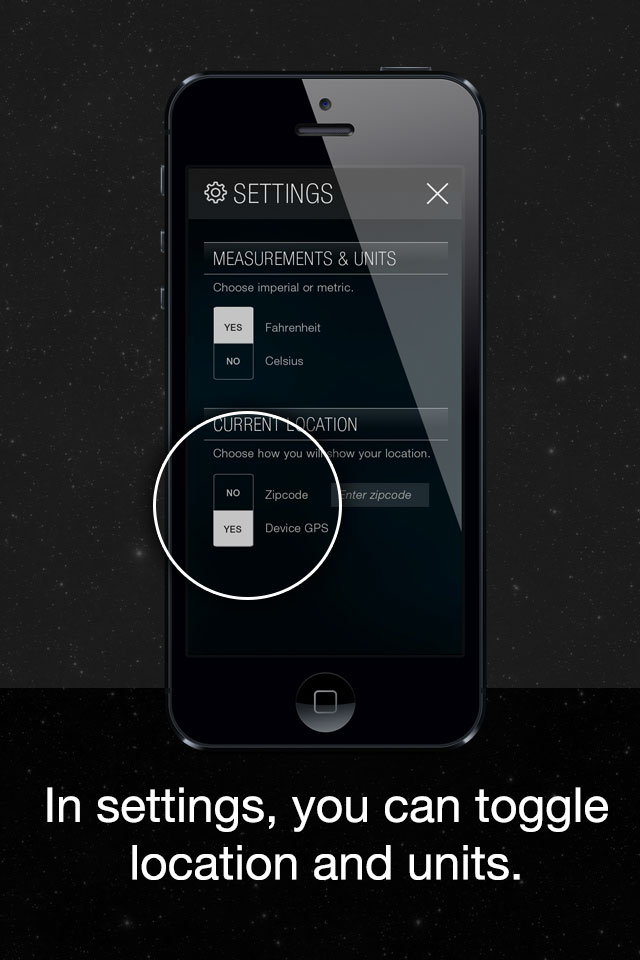 SETTINGS
MEASUREMENTS & UNITS
Choose imperial or metric.
YES Fahrenheit
NO Celsius
CURRENT LOCATION
Choose how you will show your location.
NO Zipcode Enter zipcode
YES Device GPS
In settings, you can toggle
location and units.